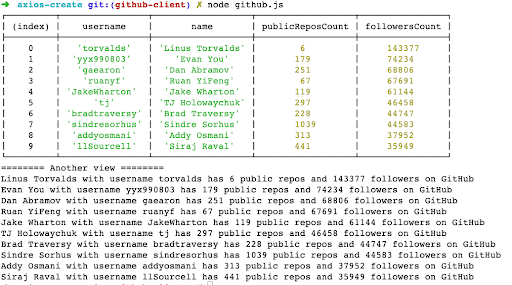 ➜ axios-create git:(github-client) ✗ node github.js
(index) username name publicReposCount followersCount
0 'torvalds' 'Linus Torvalds' 6 143377
1 'yyx990803' 'Evan You' 179 74234
2 'gaearon' 'Dan Abramov' 251 68806
3 'ruanyf' 'Ruan YiFeng' 67 67691
4 'JakeWharton' 'Jake Wharton' 119 61144
5 'tj' 'TJ Holowaychuk' 297 46458
6 'bradtraversy' 'Brad Traversy' 228 44747
7 'sindresorhus' 'Sindre Sorhus' 1039 44583
8 'addyosmani' 'Addy Osmani' 313 37952
9 'llSourcell' 'Siraj Raval' 441 35949
======== Another view ========
Linus Torvalds with username torvalds has 6 public repos and 143377 followers on GitHub
Evan You with username yyx990803 has 179 public repos and 74234 followers on GitHub
Dan Abramov with username gaearon has 251 public repos and 68806 followers on GitHub
Ruan YiFeng with username ruanyf has 67 public repos and 67691 followers on GitHub
Jake Wharton with username JakeWharton has 119 public repos and 61144 followers on GitHub
TJ Holowaychuk with username tj has 297 public repos and 46458 followers on GitHub
Brad Traversy with username bradtraversy has 228 public repos and 44747 followers on GitHub
Sindre Sorhus with username sindresorhus has 1039 public repos and 44583 followers on GitHub
Addy Osmani with username addyosmani has 313 public repos and 37952 followers on GitHub
Siraj Raval with username llSourcell has 441 public repos and 35949 followers on GitHub